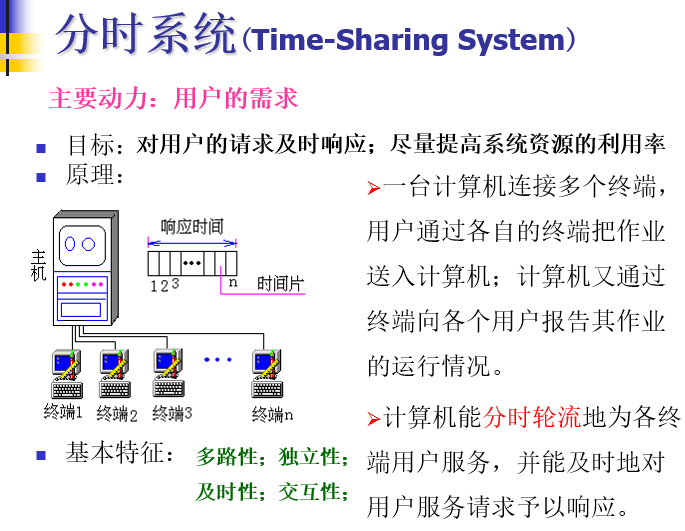 分时系统(Time-Sharing System)
主要动力：用户的需求
目标：对用户的请求及时响应；尽量提高系统资源的利用率
原理：
一台计算机连接多个终端，
用户通过各自的终端把作业
送入计算机；计算机又通过
终端向各个用户报告其作业
的运行情况。
计算机能分时轮流地为各终
端用户服务，并能及时地对
用户服务请求予以响应。
主机
响应时间
1 2 3 n 时间片
终端1 终端2 终端3 终端n
基本特征：多路性；独立性；
及时性；交互性；